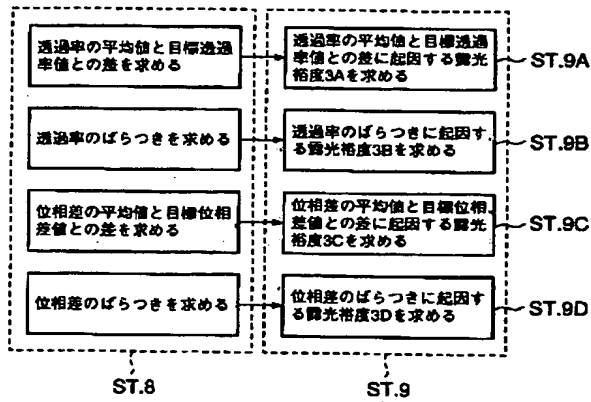 透過率の平均値と目標透過
率値との差を求める
透過率の平均値と目標透過
率値との差に起因する露光
裕度3Aを求める
ST.9A
透過率のばらつきを求める
透過率のばらつきに起因す
る露光裕度3Bを求める
ST.9B
位相差の平均値と目標位相
差値との差を求める
位相差の平均値と目標位相
差値との差に起因する露光
裕度3Cを求める
ST.9C
位相差のばらつきを求める
位相差のばらつきに起因す
る露光裕度3Dを求める
ST.9D
ST.8
ST.9